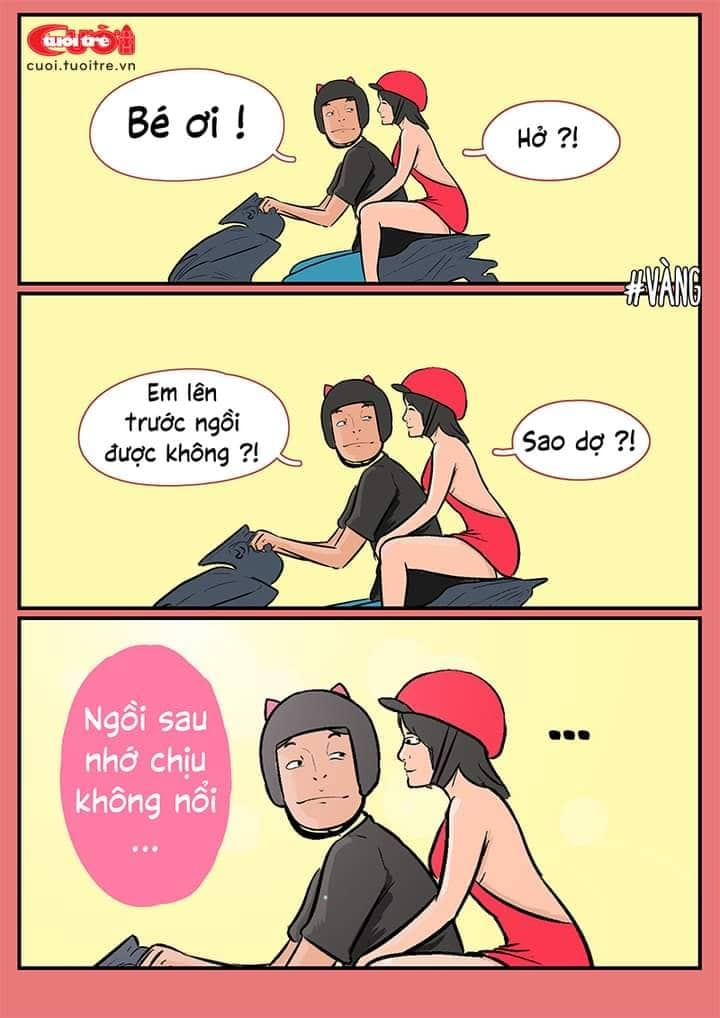 CƯỜI
tuổi trẻ
cuoi.tuoitre.vn
Bé ơi !
Hở ?!
#VÀNG
Em lên
trước ngồi
được không ?!
Sao dợ ?!
Ngồi sau
nhớ chịu
không nổi
...
...